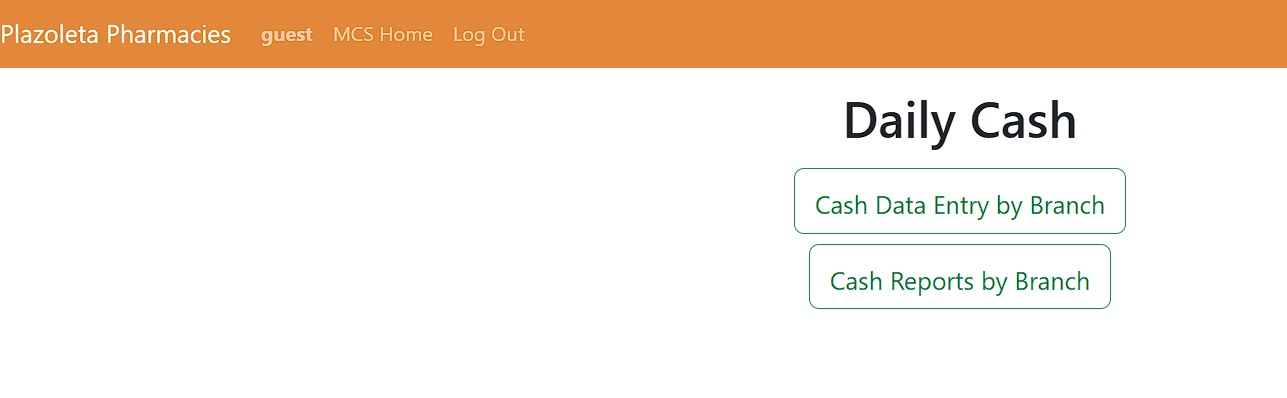 Plazoleta Pharmacies guest MCS Home Log Out
Daily Cash
Cash Data Entry by Branch
Cash Reports by Branch